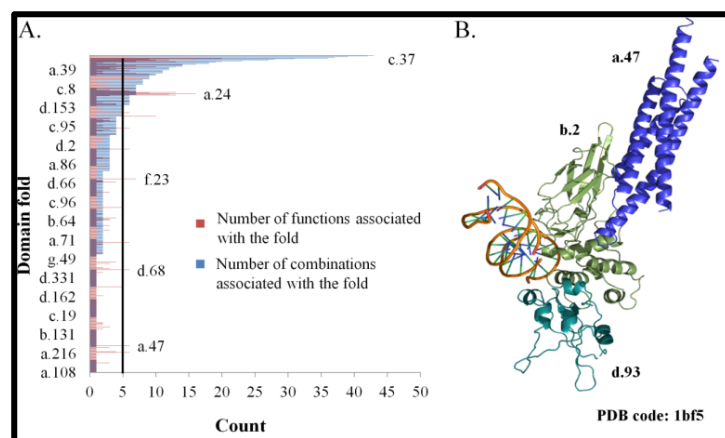 A.
c.37
a.39
c.8
a.24
d.153
c.95
d.2
a.86
d.66
f.23
c.96
b.64
a.71
g.49
d.331
d.68
d.162
c.19
b.131
a.216
a.47
a.108
Domain fold
Number of functions associated
with the fold
Number of combinations
associated with the fold
0 5 10 15 20 25 30 35 40 45 50
Count
B.
a.47
b.2
d.93
PDB code: 1bf5